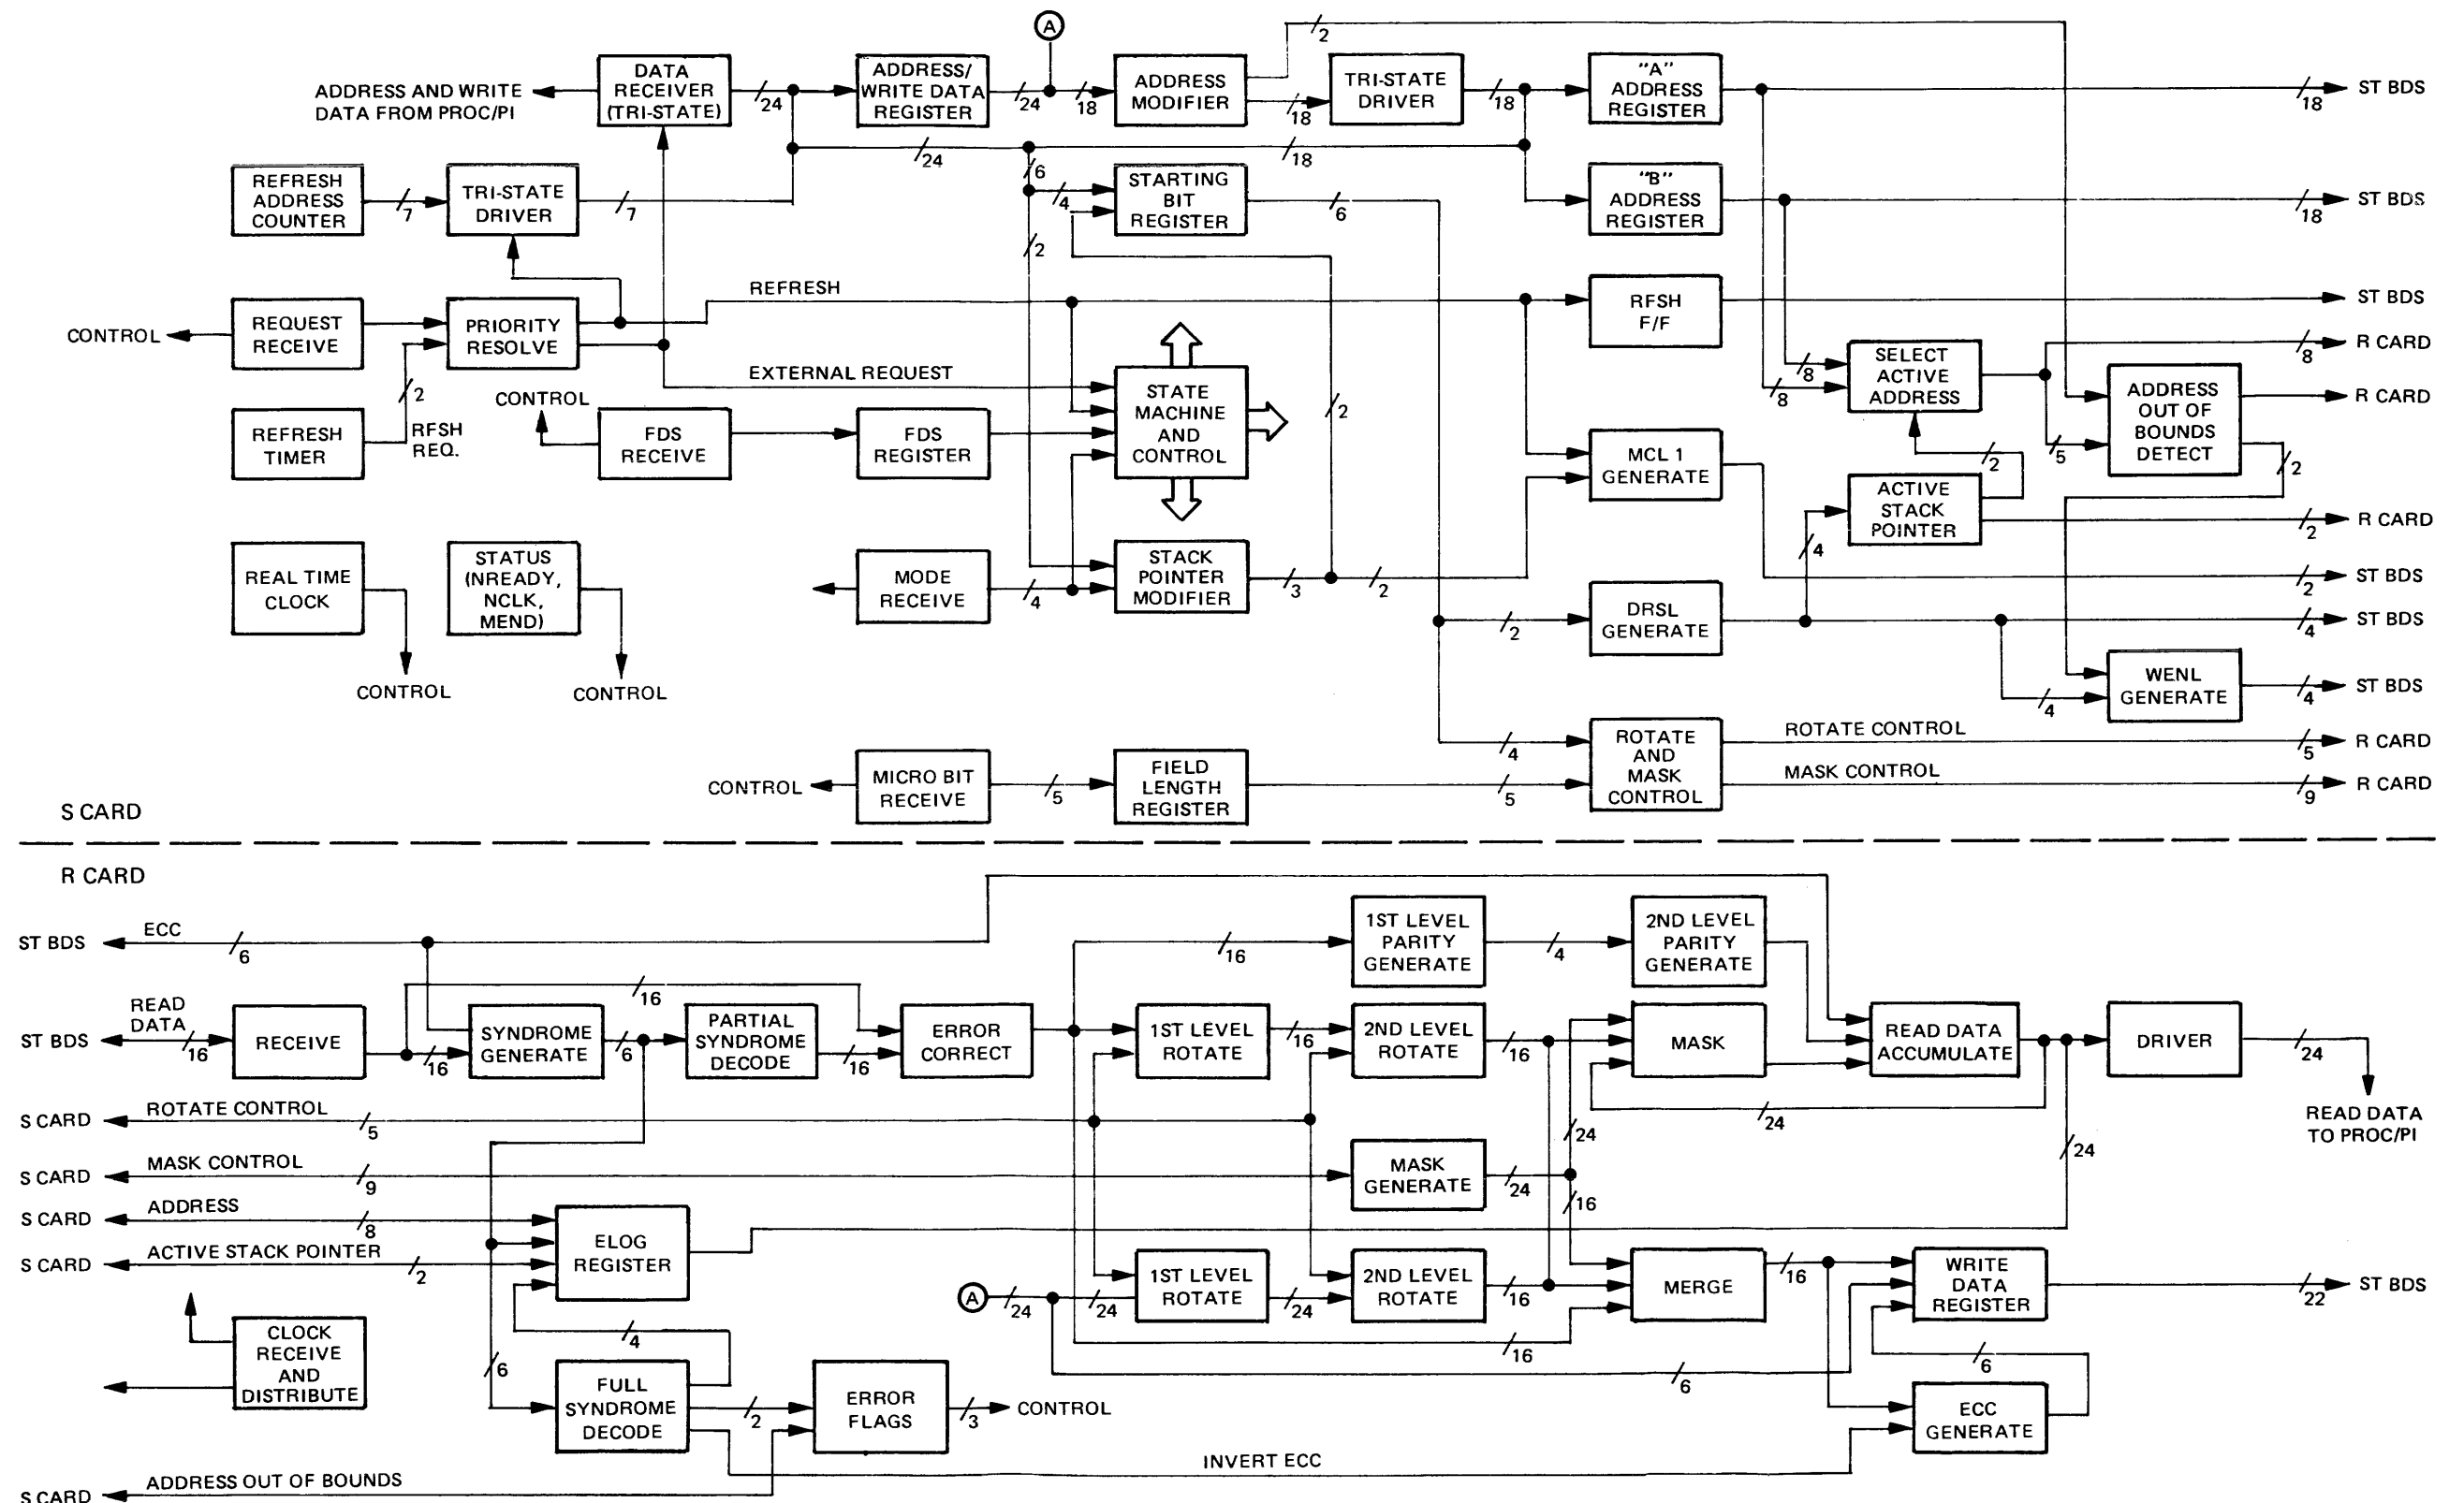 A
2
ADDRESS AND WRITE
DATA FROM PROC/PI
DATA
RECEIVER
(TRI-STATE)
24
ADDRESS/
WRITE DATA
REGISTER
24
18
ADDRESS
MODIFIER
18
TRI-STATE
DRIVER
18
"A"
ADDRESS
REGISTER
18
ST BDS
24
18
REFRESH
ADDRESS
COUNTER
7
TRI-STATE
DRIVER
7
6
4
2
STARTING
BIT
REGISTER
6
"B"
ADDRESS
REGISTER
18
ST BDS
CONTROL
REQUEST
RECEIVE
PRIORITY
RESOLVE
REFRESH
RFSH
F/F
ST BDS
EXTERNAL REQUEST
2
REFRESH
TIMER
RFSH
REQ.
CONTROL
FDS
RECEIVE
FDS
REGISTER
STATE
MACHINE
AND
CONTROL
2
8
8
SELECT
ACTIVE
ADDRESS
8
R CARD
5
ADDRESS
OUT OF
BOUNDS
DETECT
R CARD
2
MCL 1
GENERATE
2
ACTIVE
STACK
POINTER
4
2
R CARD
REAL TIME
CLOCK
CONTROL
STATUS
(NREADY,
NCLK,
MEND)
CONTROL
MODE
RECEIVE
4
STACK
POINTER
MODIFIER
3
2
2
ST BDS
2
DRSL
GENERATE
4
ST BDS
4
WENL
GENERATE
4
ST BDS
CONTROL
MICRO BIT
RECEIVE
5
FIELD
LENGTH
REGISTER
4
5
ROTATE
AND
MASK
CONTROL
ROTATE CONTROL
5
R CARD
MASK CONTROL
9
R CARD
S CARD
R CARD
ST BDS
ECC
6
16
1ST LEVEL
PARITY
GENERATE
4
2ND LEVEL
PARITY
GENERATE
16
ST BDS
READ
DATA
16
RECEIVE
16
SYNDROME
GENERATE
6
PARTIAL
SYNDROME
DECODE
16
ERROR
CORRECT
1ST LEVEL
ROTATE
16
2ND LEVEL
ROTATE
16
MASK
READ DATA
ACCUMULATE
DRIVER
24
READ DATA
TO PROC/PI
24
S CARD
ROTATE CONTROL
5
24
24
S CARD
MASK CONTROL
9
MASK
GENERATE
24
16
S CARD
ADDRESS
8
S CARD
ACTIVE STACK POINTER
2
ELOG
REGISTER
A
24
24
1ST LEVEL
ROTATE
24
2ND LEVEL
ROTATE
16
MERGE
16
WRITE
DATA
REGISTER
22
ST BDS
16
6
6
CLOCK
RECEIVE
AND
DISTRIBUTE
4
6
FULL
SYNDROME
DECODE
2
ERROR
FLAGS
3
CONTROL
ECC
GENERATE
INVERT ECC
S CARD
ADDRESS OUT OF BOUNDS